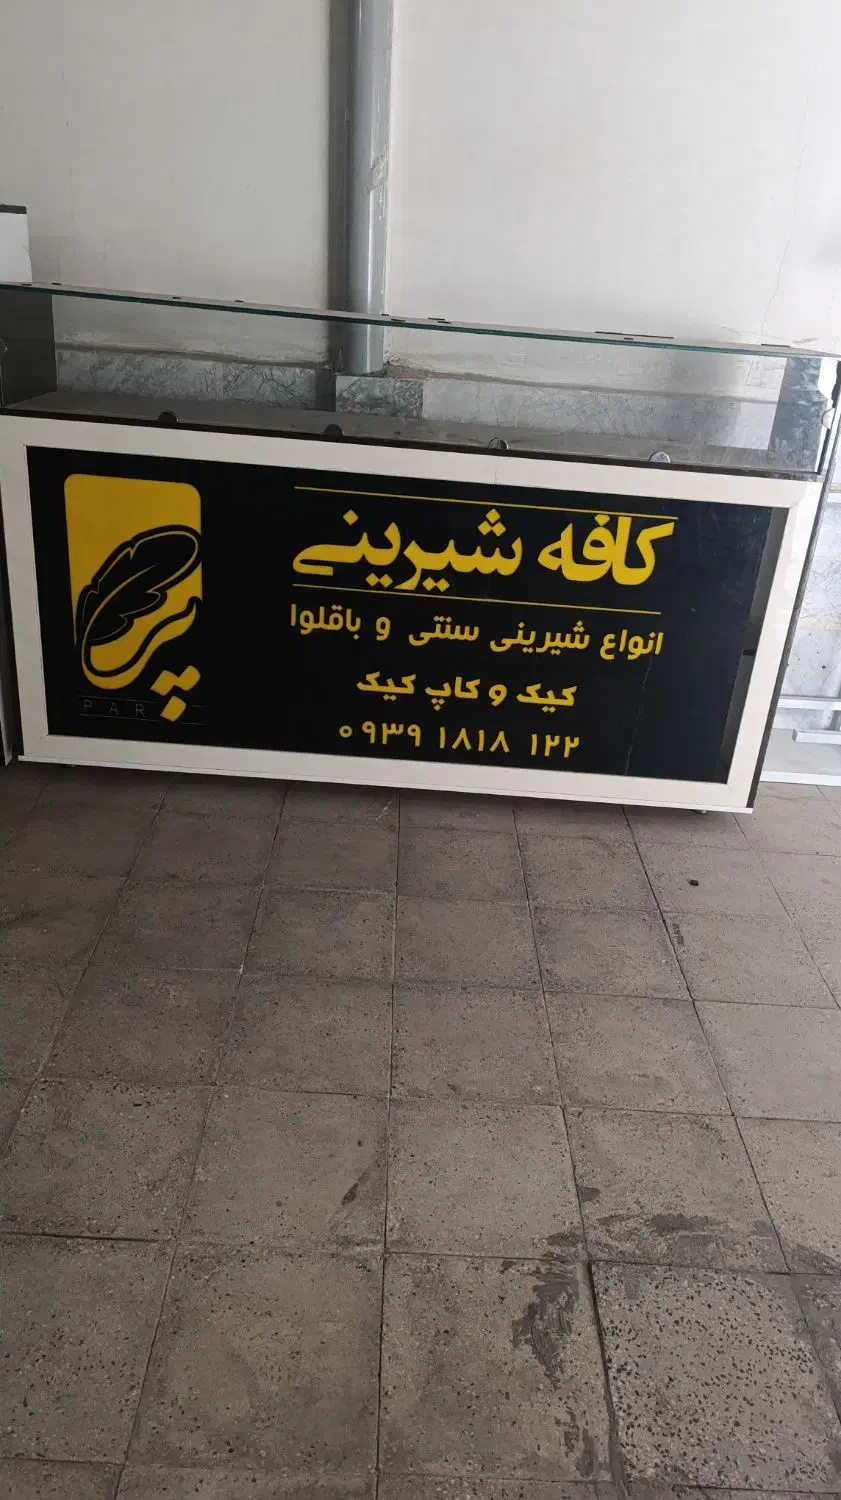 کافه شیرینی
انواع شیرینی سنتی و باقلوا
کیک و کاپ کیک
۰۹۳۹ ۱۸۱۸ ۱۲۲
پر
PAR